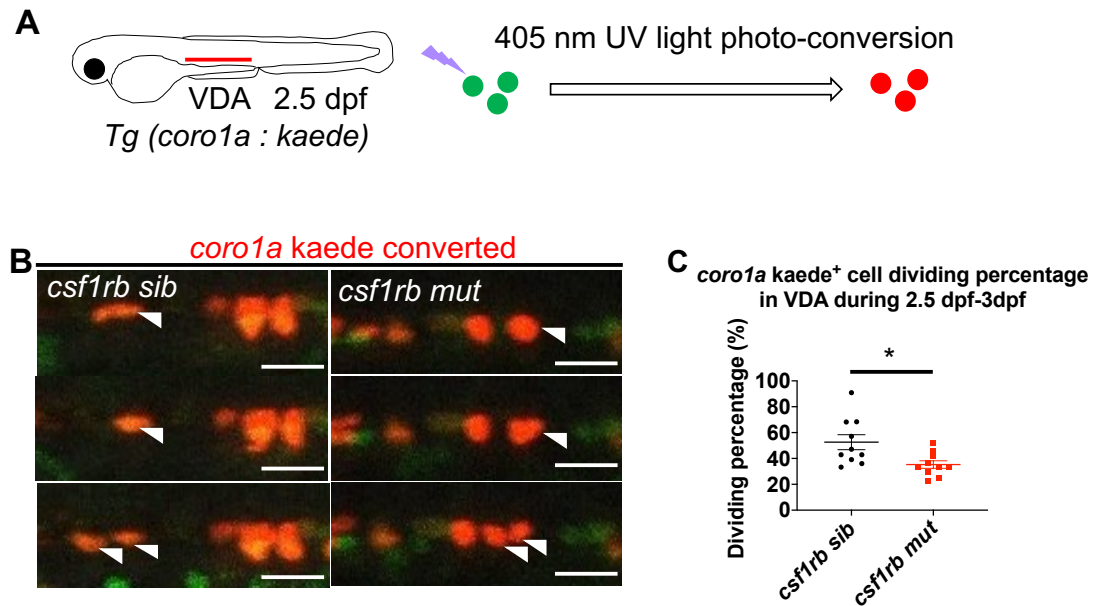 A
405 nm UV light photo-conversion
VDA 2.5 dpf
Tg (coro1a : kaede)
B
coro1a kaede converted
csf1rb sib
csf1rb mut
C
coro1a kaede+ cell dividing percentage
in VDA during 2.5 dpf-3dpf
Dividing percentage (%)
*
100
80
60
40
20
0
csf1rb sib
csf1rb mut